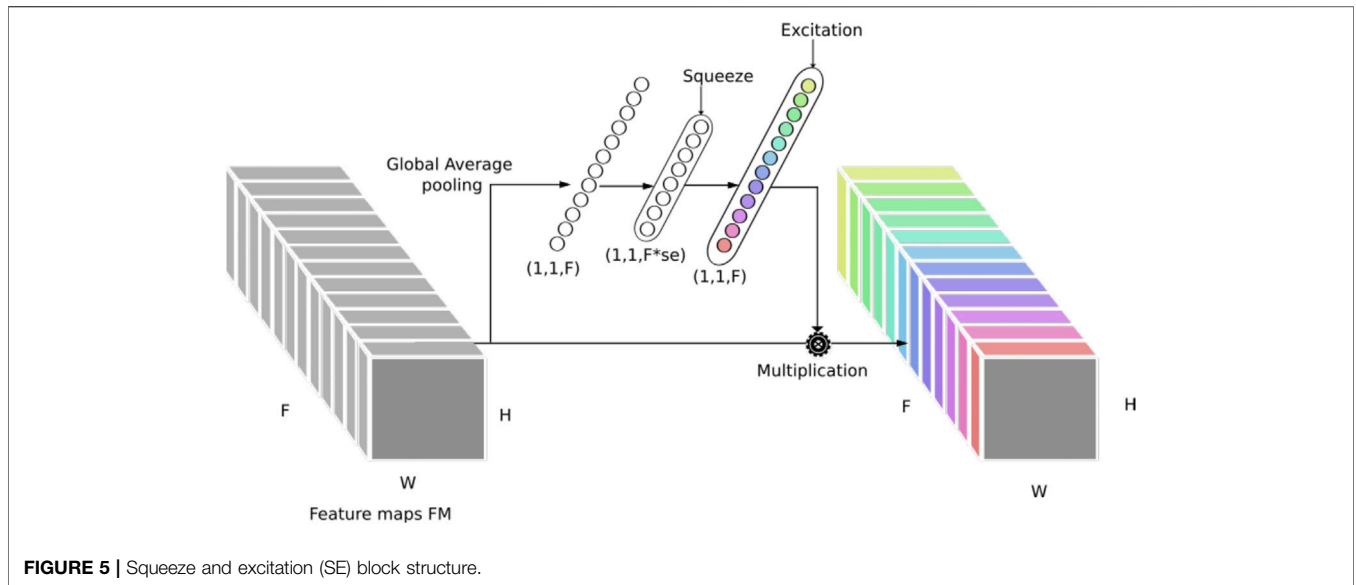 Excitation
Squeeze
Global Average
pooling
(1,1,F)
(1,1,F*se)
(1,1,F)
Multiplication
F
H
W
Feature maps FM
F
H
W
FIGURE 5 | Squeeze and excitation (SE) block structure.